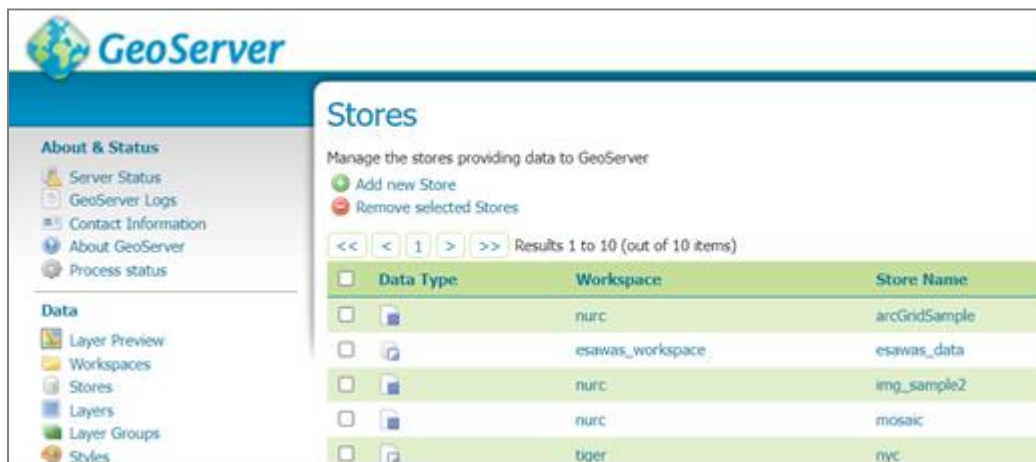 GeoServer
About & Status
Server Status
GeoServer Logs
Contact Information
About GeoServer
Process status
Data
Layer Preview
Workspaces
Stores
Layers
Layer Groups
Styles
Stores
Manage the stores providing data to GeoServer
Add new Store
Remove selected Stores
<< < 1 > >> Results 1 to 10 (out of 10 items)
Data Type Workspace Store Name
nurc arcGridSample
esawas_workspace esawas_data
nurc img_sample2
nurc mosaic
tiger nyc